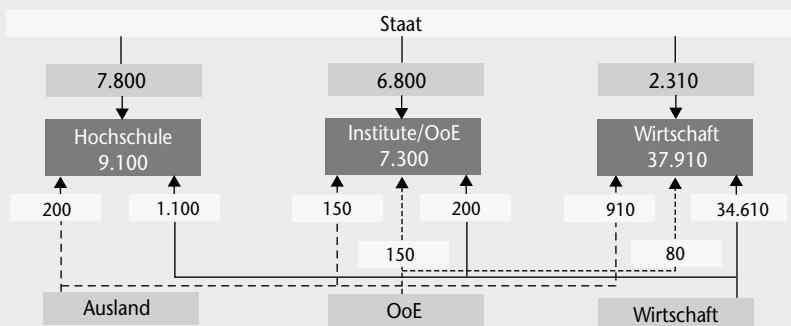 Staat
7.800 6.800 2.310
Hochschule Institute/OoE Wirtschaft
9.100 7.300 37.910
200 1.100 150 200 910 34.610
150 80
Ausland OoE Wirtschaft